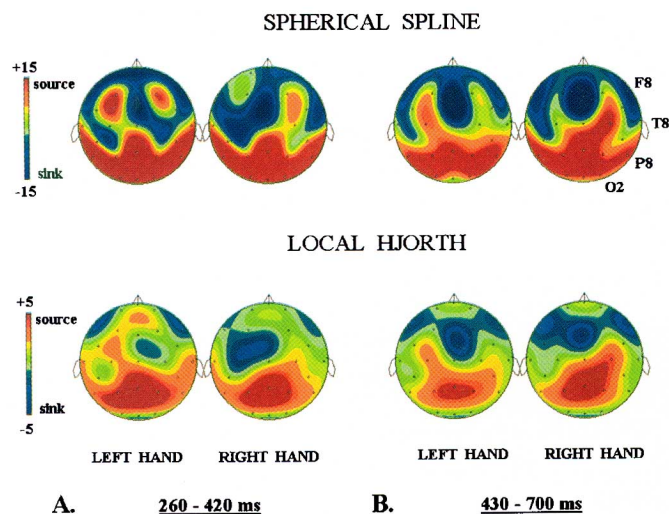 SPHERICAL SPLINE
+15
source
sink
-15
F8
T8
P8
O2
LOCAL HJORTH
+5
source
sink
-5
LEFT HAND RIGHT HAND LEFT HAND RIGHT HAND
A. 260 - 420 ms B. 430 - 700 ms